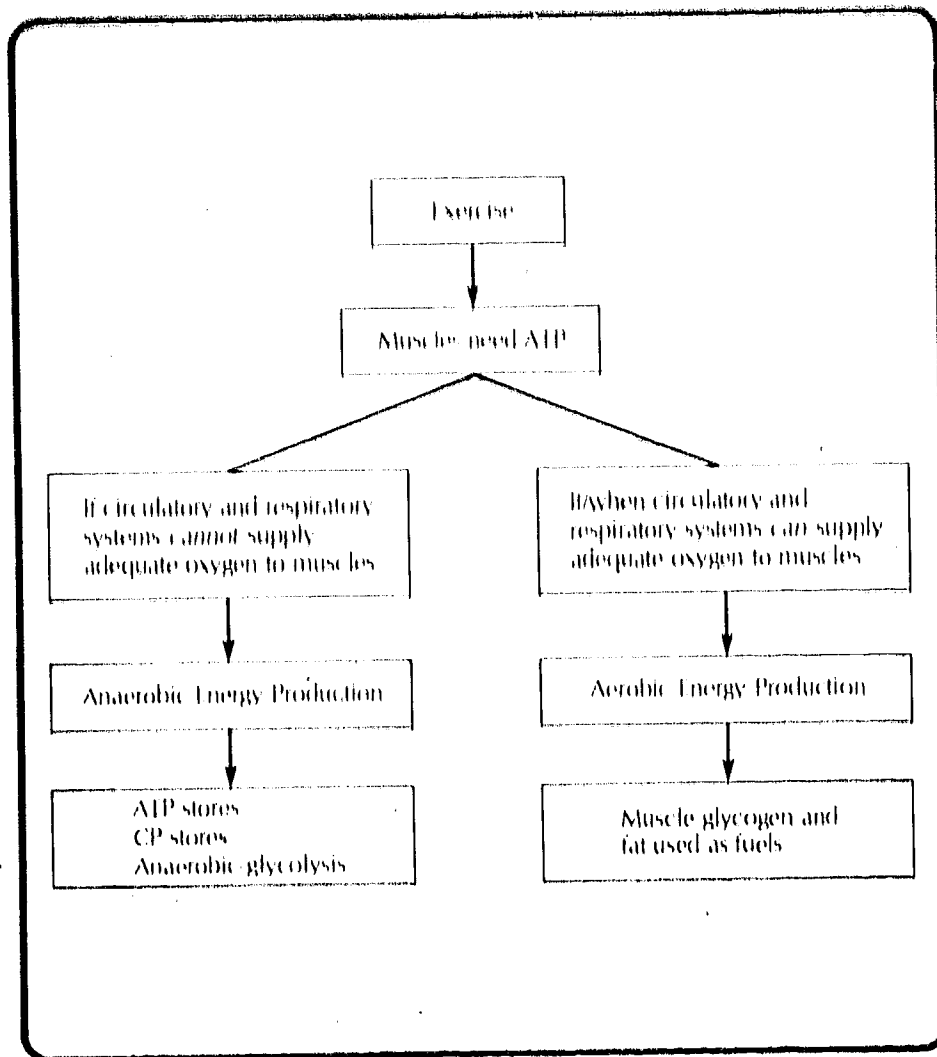 Exercise
Muscles need ATP
If circulatory and respiratory
systems cannot supply
adequate oxygen to muscles
If/when circulatory and
respiratory systems can supply
adequate oxygen to muscles
Anaerobic Energy Production
Aerobic Energy Production
ATP stores
CP stores
Anaerobic glycolysis
Muscle glycogen and
fat used as fuels